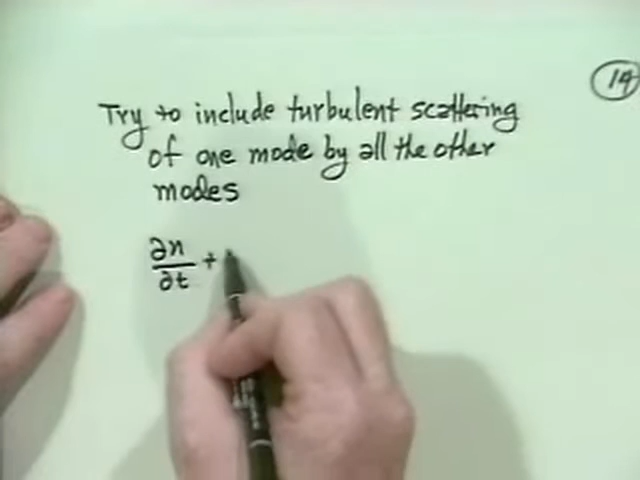 14
Try to include turbulent scattering
of one mode by all the other
modes
∂n/∂t +